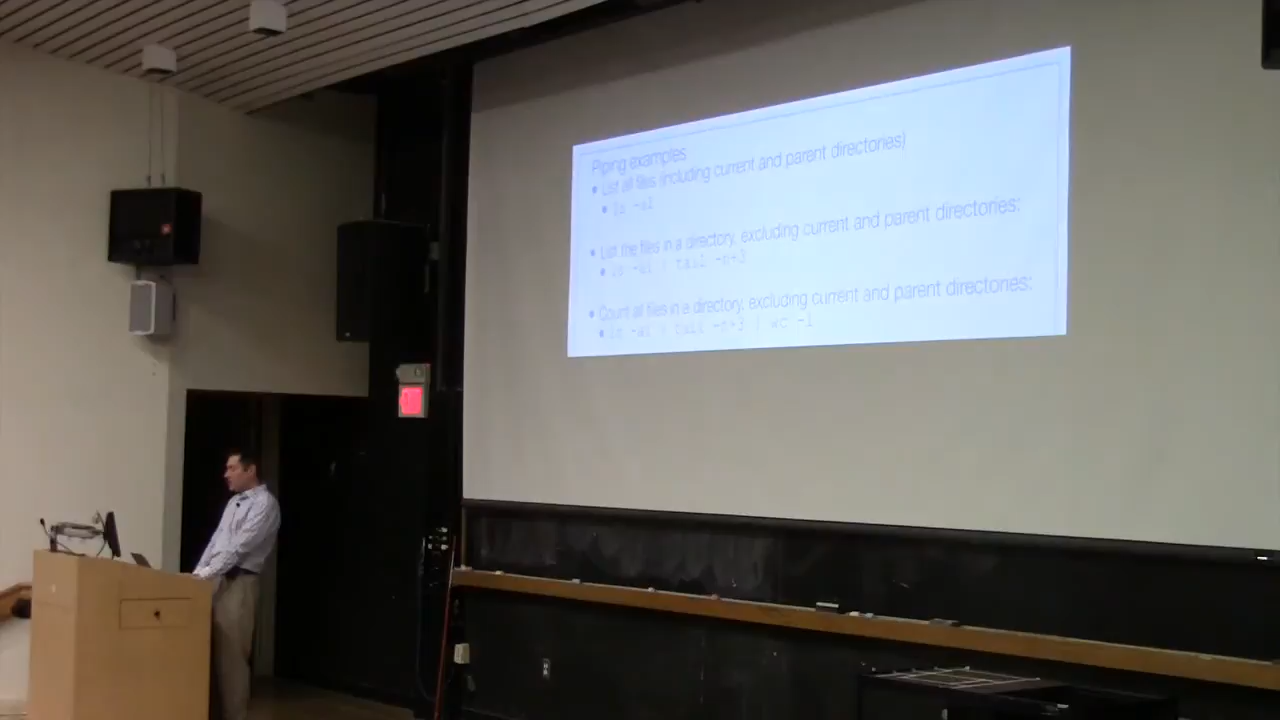 Piping examples
• List all files (including current and parent directories)
• ls -al
• List the files in a directory, excluding current and parent directories:
• ls -al | tail -n+3
• Count all files in a directory, excluding current and parent directories:
• ls -al | tail -n+3 | wc -l